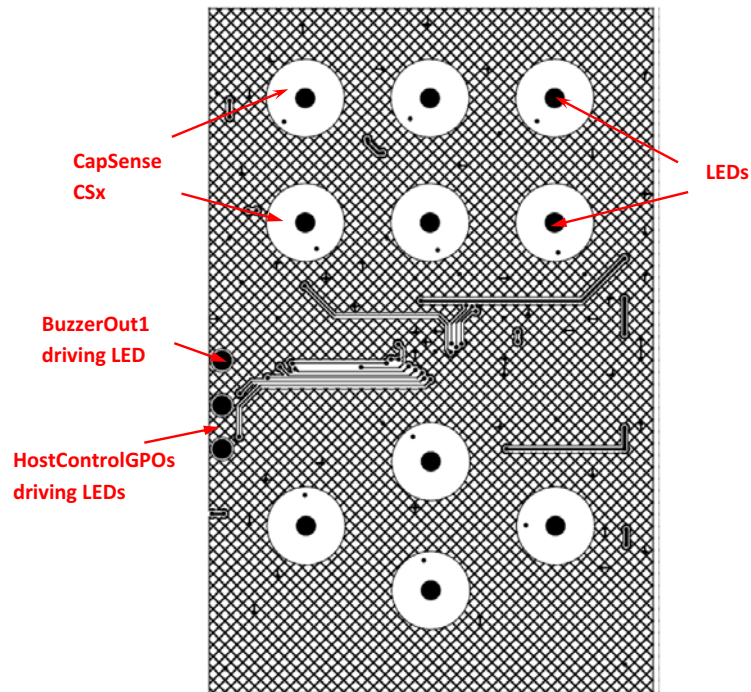 CapSense
CSx
LEDs
BuzzerOut1
driving LED
HostControlGPOs
driving LEDs